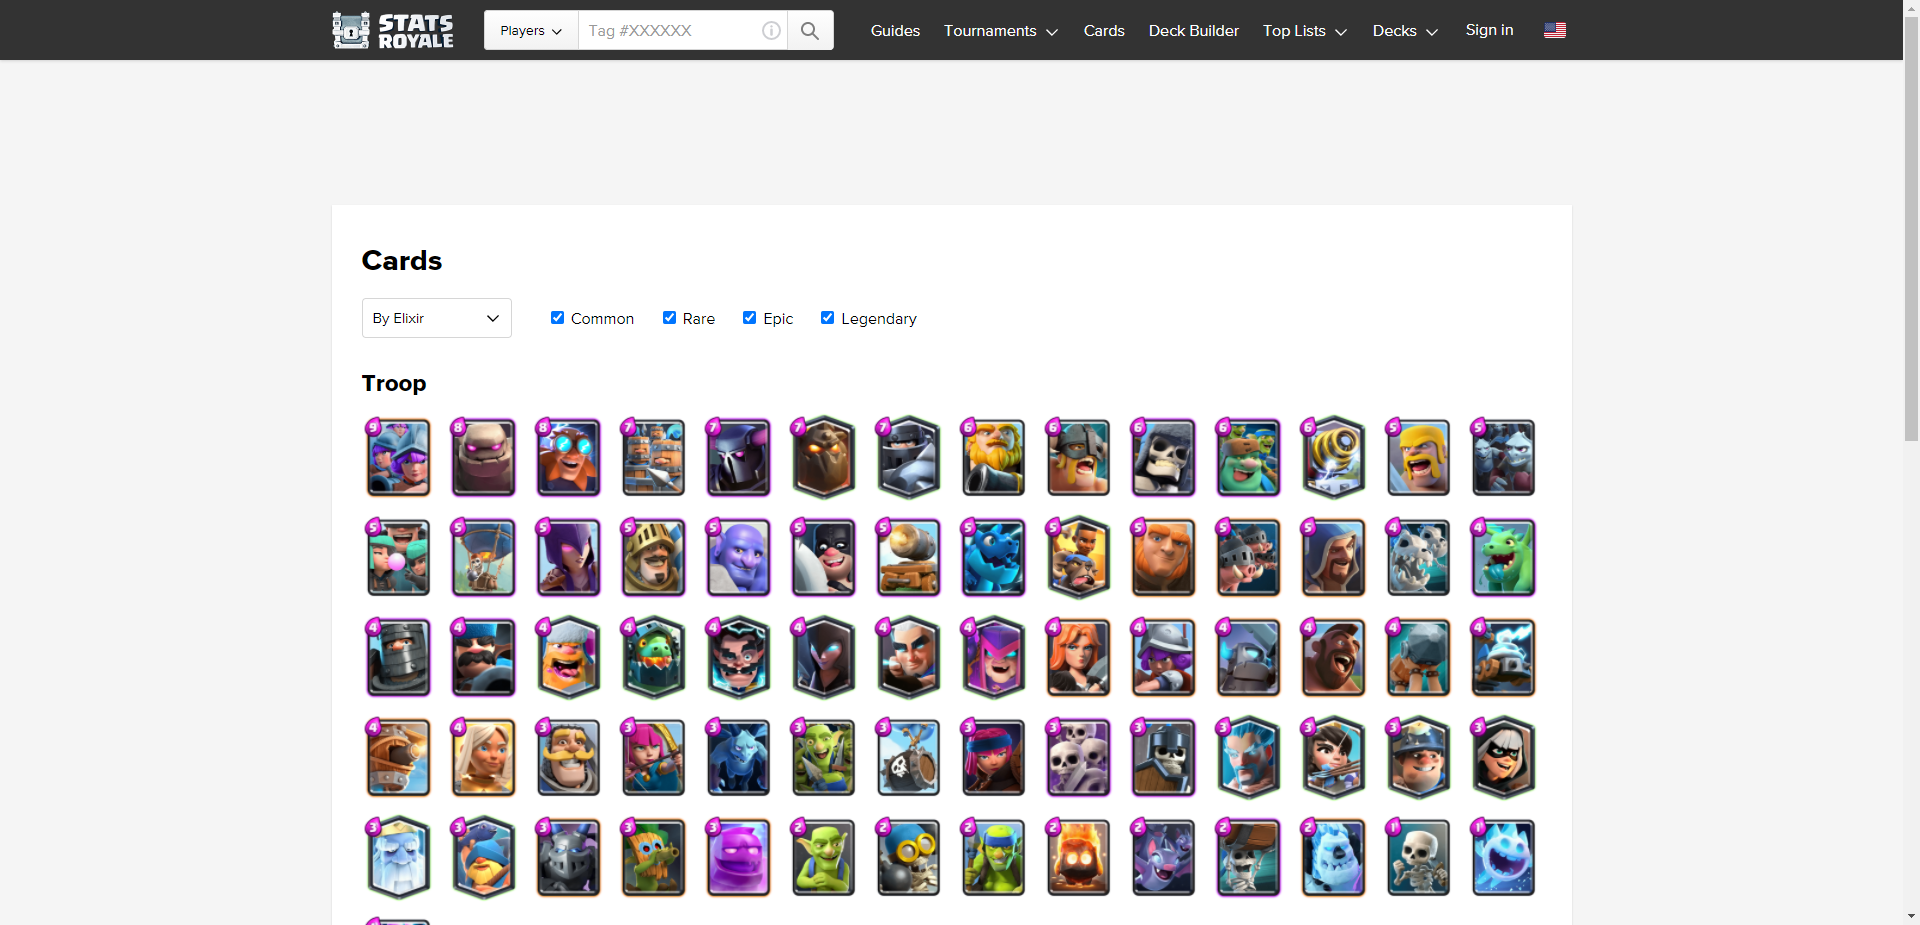 STATS ROYALE Players Tag #XXXXXX Guides Tournaments Cards Deck Builder Top Lists Decks Sign in
Cards
By Elixir Common Rare Epic Legendary
Troop
9 8 8 7 7 7 7 6 6 6 6 6 5 5
5 5 5 5 5 5 5 5 5 5 5 5 4 4
4 4 4 4 4 4 4 4 4 4 4 4 4 4
4 4 3 3 3 3 3 3 3 3 3 3 3 3
3 3 3 3 3 2 2 2 2 2 2 2 1 1